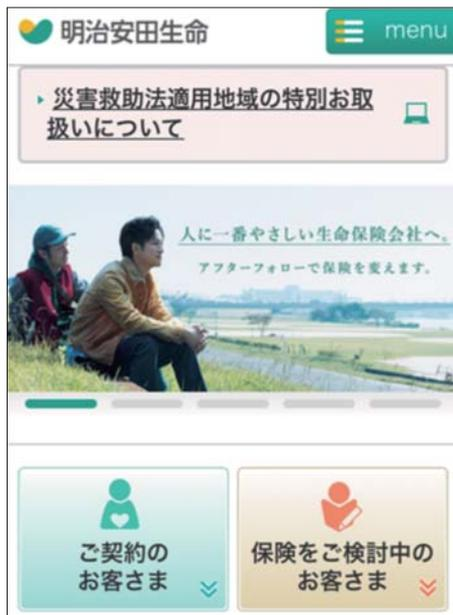 明治安田生命
menu
災害救助法適用地域の特別お取
扱いについて
人に一番やさしい生命保険会社へ。
アフターフォローで保険を変えます。
ご契約の
お客さま
保険をご検討中の
お客さま